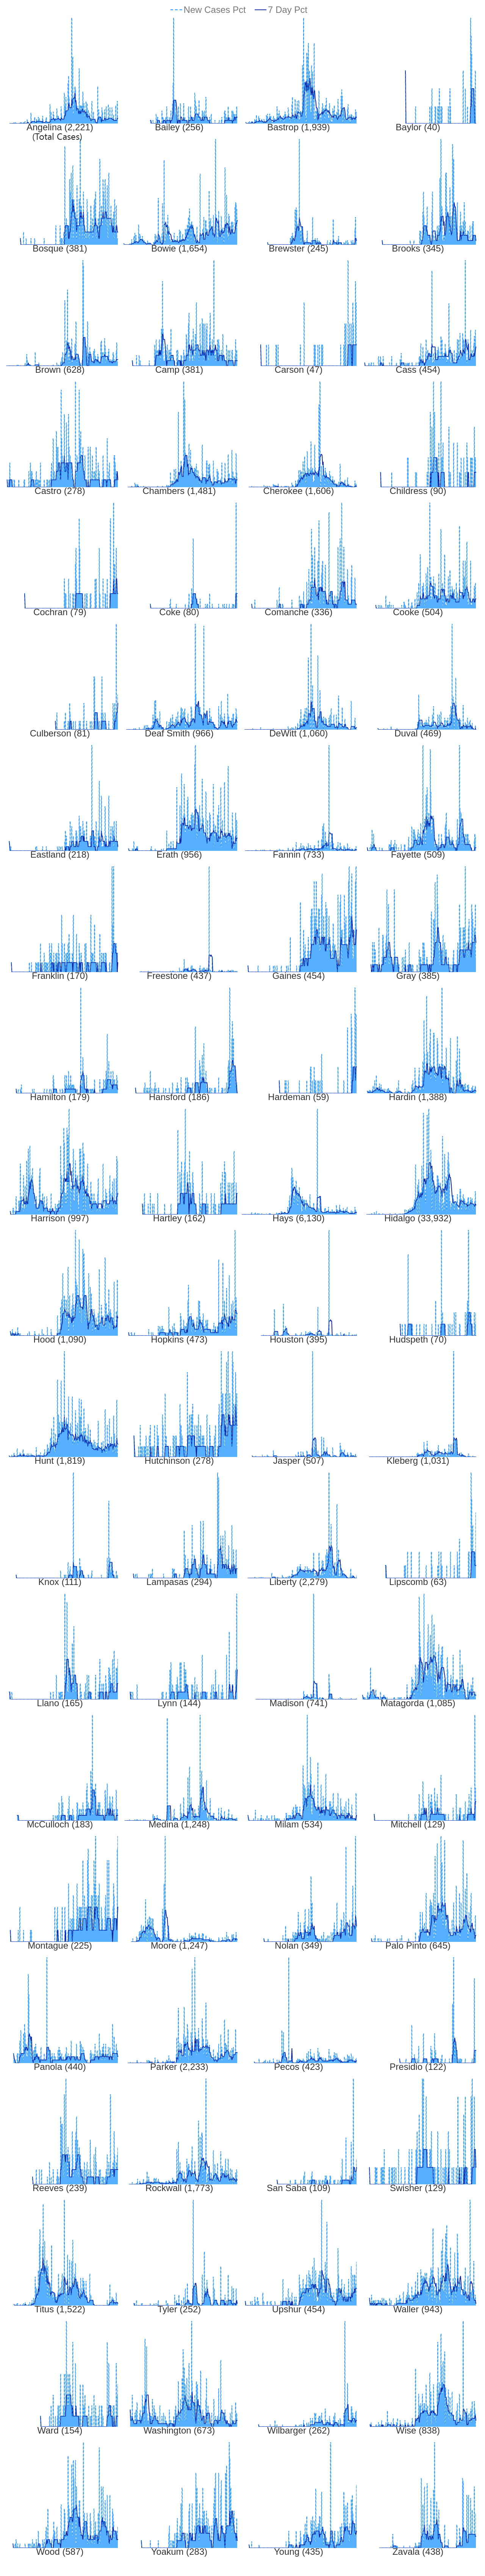 New Cases Pct 7 Day Pct
Angelina (2,221) Bailey (256) Bastrop (1,939) Baylor (40)
(Total Cases)
Bosque (381) Bowie (1,654) Brewster (245) Brooks (345)
Brown (628) Camp (381) Carson (47) Cass (454)
Castro (278) Chambers (1,481) Cherokee (1,606) Childress (90)
Cochran (79) Coke (80) Comanche (336) Cooke (504)
Culberson (81) Deaf Smith (966) DeWitt (1,060) Duval (469)
Eastland (218) Erath (956) Fannin (733) Fayette (509)
Franklin (170) Freestone (437) Gaines (454) Gray (385)
Hamilton (179) Hansford (186) Hardeman (59) Hardin (1,388)
Harrison (997) Hartley (162) Hays (6,130) Hidalgo (33,932)
Hood (1,090) Hopkins (473) Houston (395) Hudspeth (70)
Hunt (1,819) Hutchinson (278) Jasper (507) Kleberg (1,031)
Knox (111) Lampasas (294) Liberty (2,279) Lipscomb (63)
Llano (165) Lynn (144) Madison (741) Matagorda (1,085)
McCulloch (183) Medina (1,248) Milam (534) Mitchell (129)
Montague (225) Moore (1,247) Nolan (349) Palo Pinto (645)
Panola (440) Parker (2,233) Pecos (423) Presidio (122)
Reeves (239) Rockwall (1,773) San Saba (109) Swisher (129)
Titus (1,522) Tyler (252) Upshur (454) Waller (943)
Ward (154) Washington (673) Wilbarger (262) Wise (838)
Wood (587) Yoakum (283) Young (435) Zavala (438)